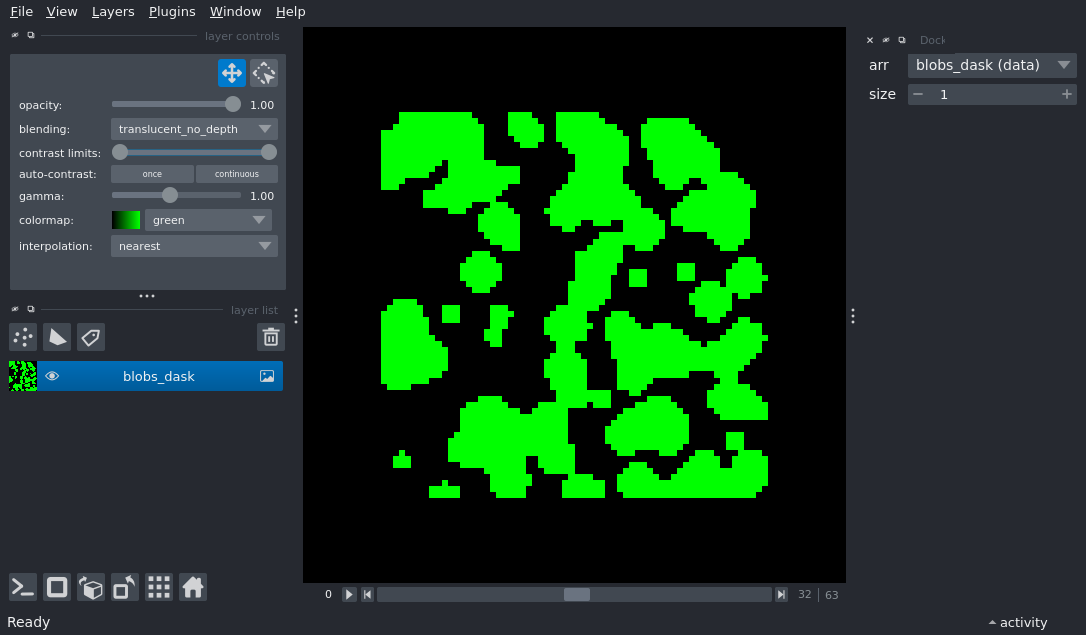 File View Layers Plugins Window Help
layer controls
opacity: 1.00
blending: translucent_no_depth
contrast limits:
auto-contrast: once continuous
gamma: 1.00
colormap: green
interpolation: nearest
layer list
blobs_dask
0 32 63
Ready
activity
Dock
arr blobs_dask (data)
size 1